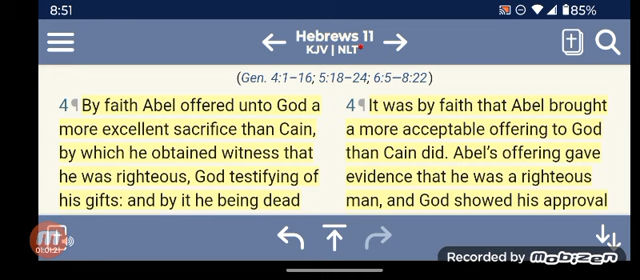 8:51
85%
Hebrews 11
KJV | NLT
(Gen. 4:1–16; 5:18–24; 6:5–8:22)
4 ¶ By faith Abel offered unto God a
more excellent sacrifice than Cain,
by which he obtained witness that
he was righteous, God testifying of
his gifts: and by it he being dead
4 ¶ It was by faith that Abel brought
a more acceptable offering to God
than Cain did. Abel’s offering gave
evidence that he was a righteous
man, and God showed his approval
01:01:21
Recorded by Mobizen